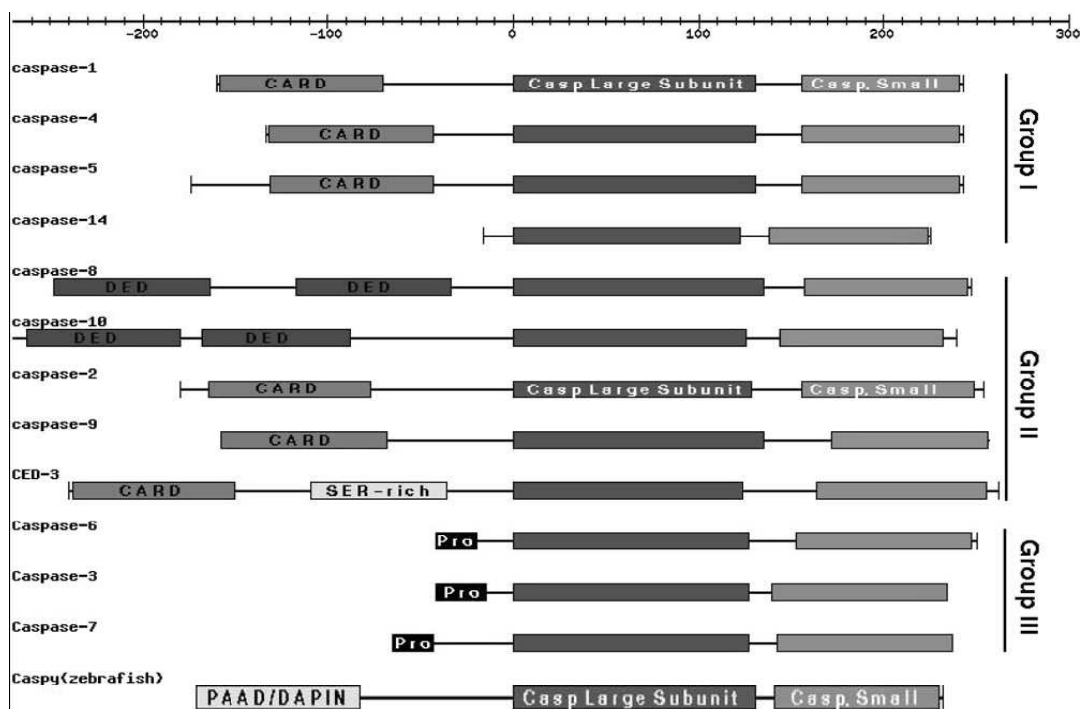 -200 -100 0 100 200 300
caspase-1
CARD Casp Large Subunit Casp. Small
caspase-4
CARD
caspase-5
CARD
caspase-14
Group I
caspase-8
DED DED
caspase-10
DED DED
caspase-2
CARD Casp Large Subunit Casp. Small
caspase-9
CARD
CED-3
CARD SER-rich
Group II
Caspase-6
Pro
Caspase-3
Pro
Caspase-7
Pro
Group III
Caspy(zebrafish)
PAAD/DAPIN Casp Large Subunit Casp. Small